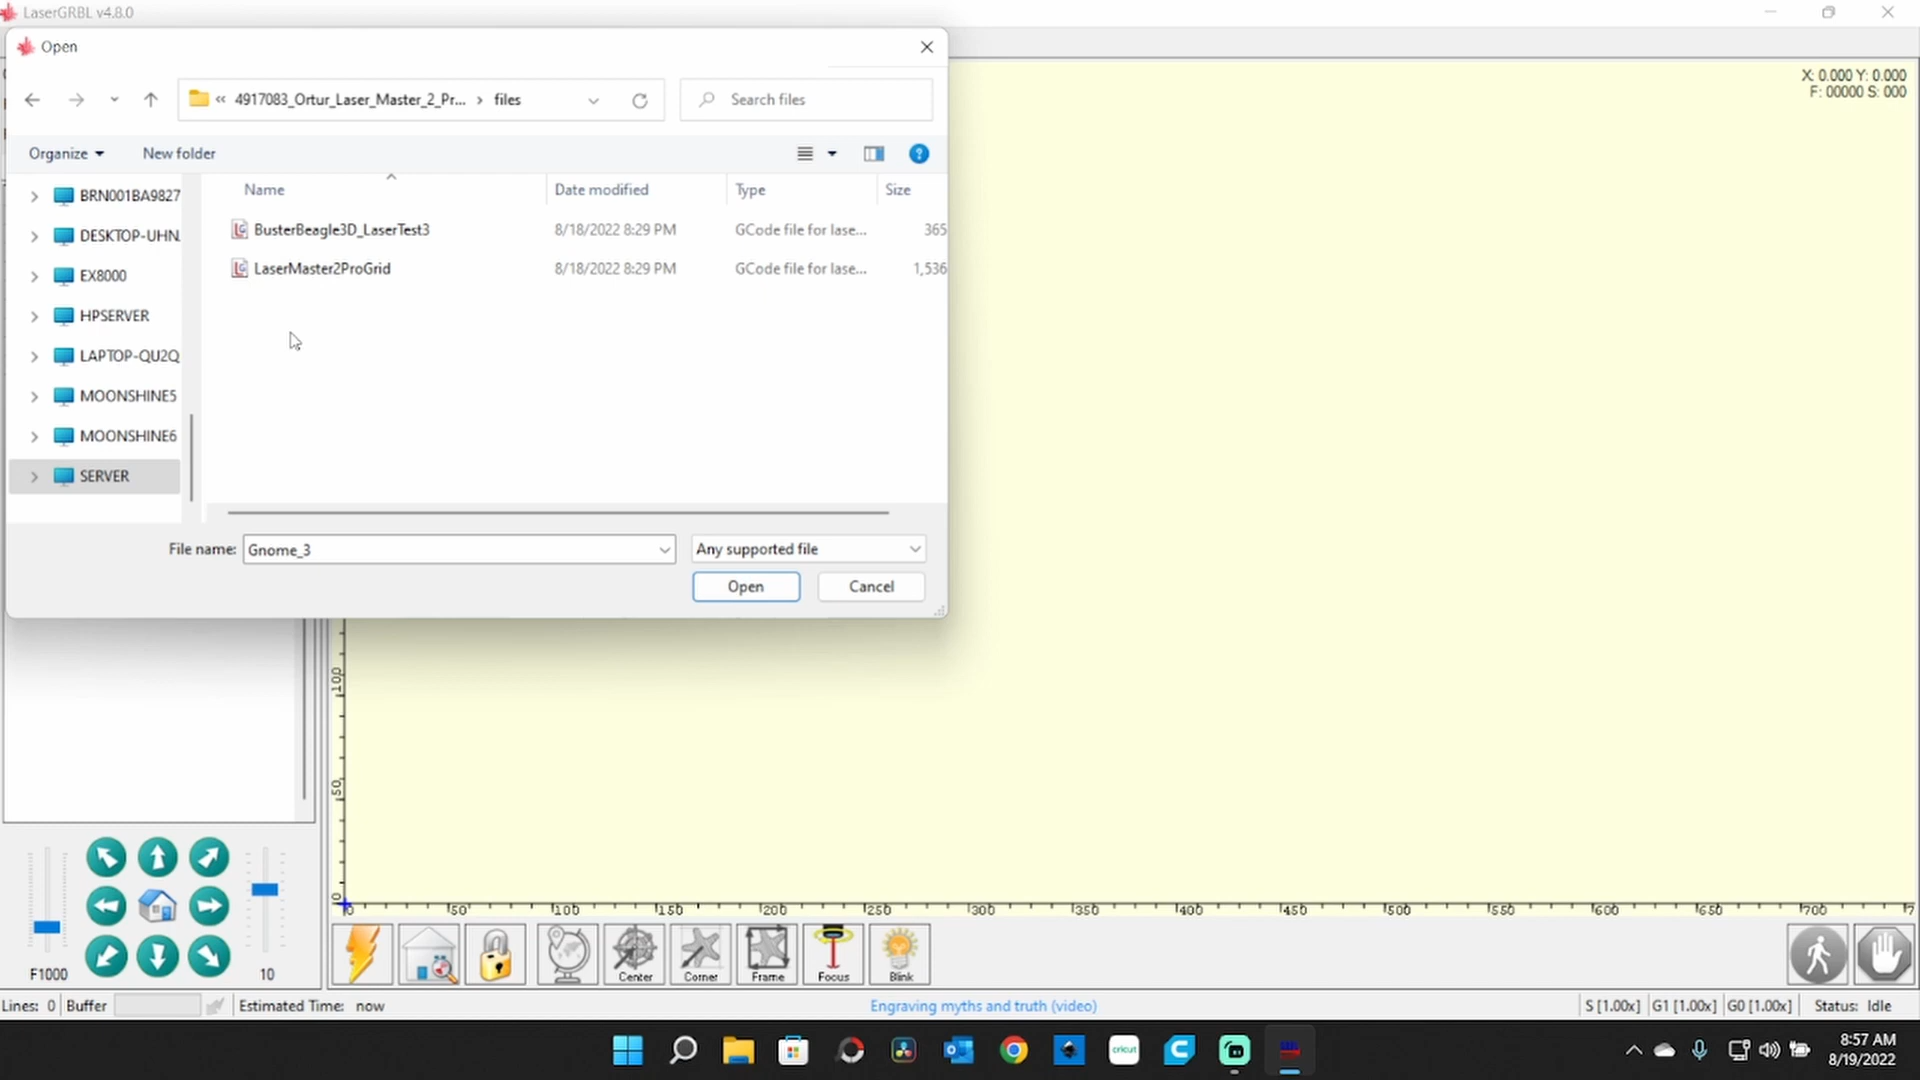 LaserGRBL v4.8.0
Open
4917083_Ortur_Laser_Master_2_Pr... > files
Search files
Organize
New folder
Name
Date modified
Type
Size
BRN001BA9827
DESKTOP-UHN
EX8000
HPSERVER
LAPTOP-QU2Q
MOONSHINE5
MOONSHINE6
SERVER
BusterBeagle3D_LaserTest3 8/18/2022 8:29 PM GCode file for lase... 365
LaserMaster2ProGrid 8/18/2022 8:29 PM GCode file for lase... 1,536
File name: Gnome_3
Any supported file
Open
Cancel
X: 0.000 Y: 0.000
F: 00000 S: 000
100
50
0
0 50 100 150 200 250 300 350 400 450 500 550 600 650 700 7
F1000
10
Center
Corner
Frame
Focus
Blink
Lines: 0 Buffer Estimated Time: now
Engraving myths and truth (video)
S [1.00x] G1 [1.00x] G0 [1.00x] Status: Idle
cricut
8:57 AM
8/19/2022